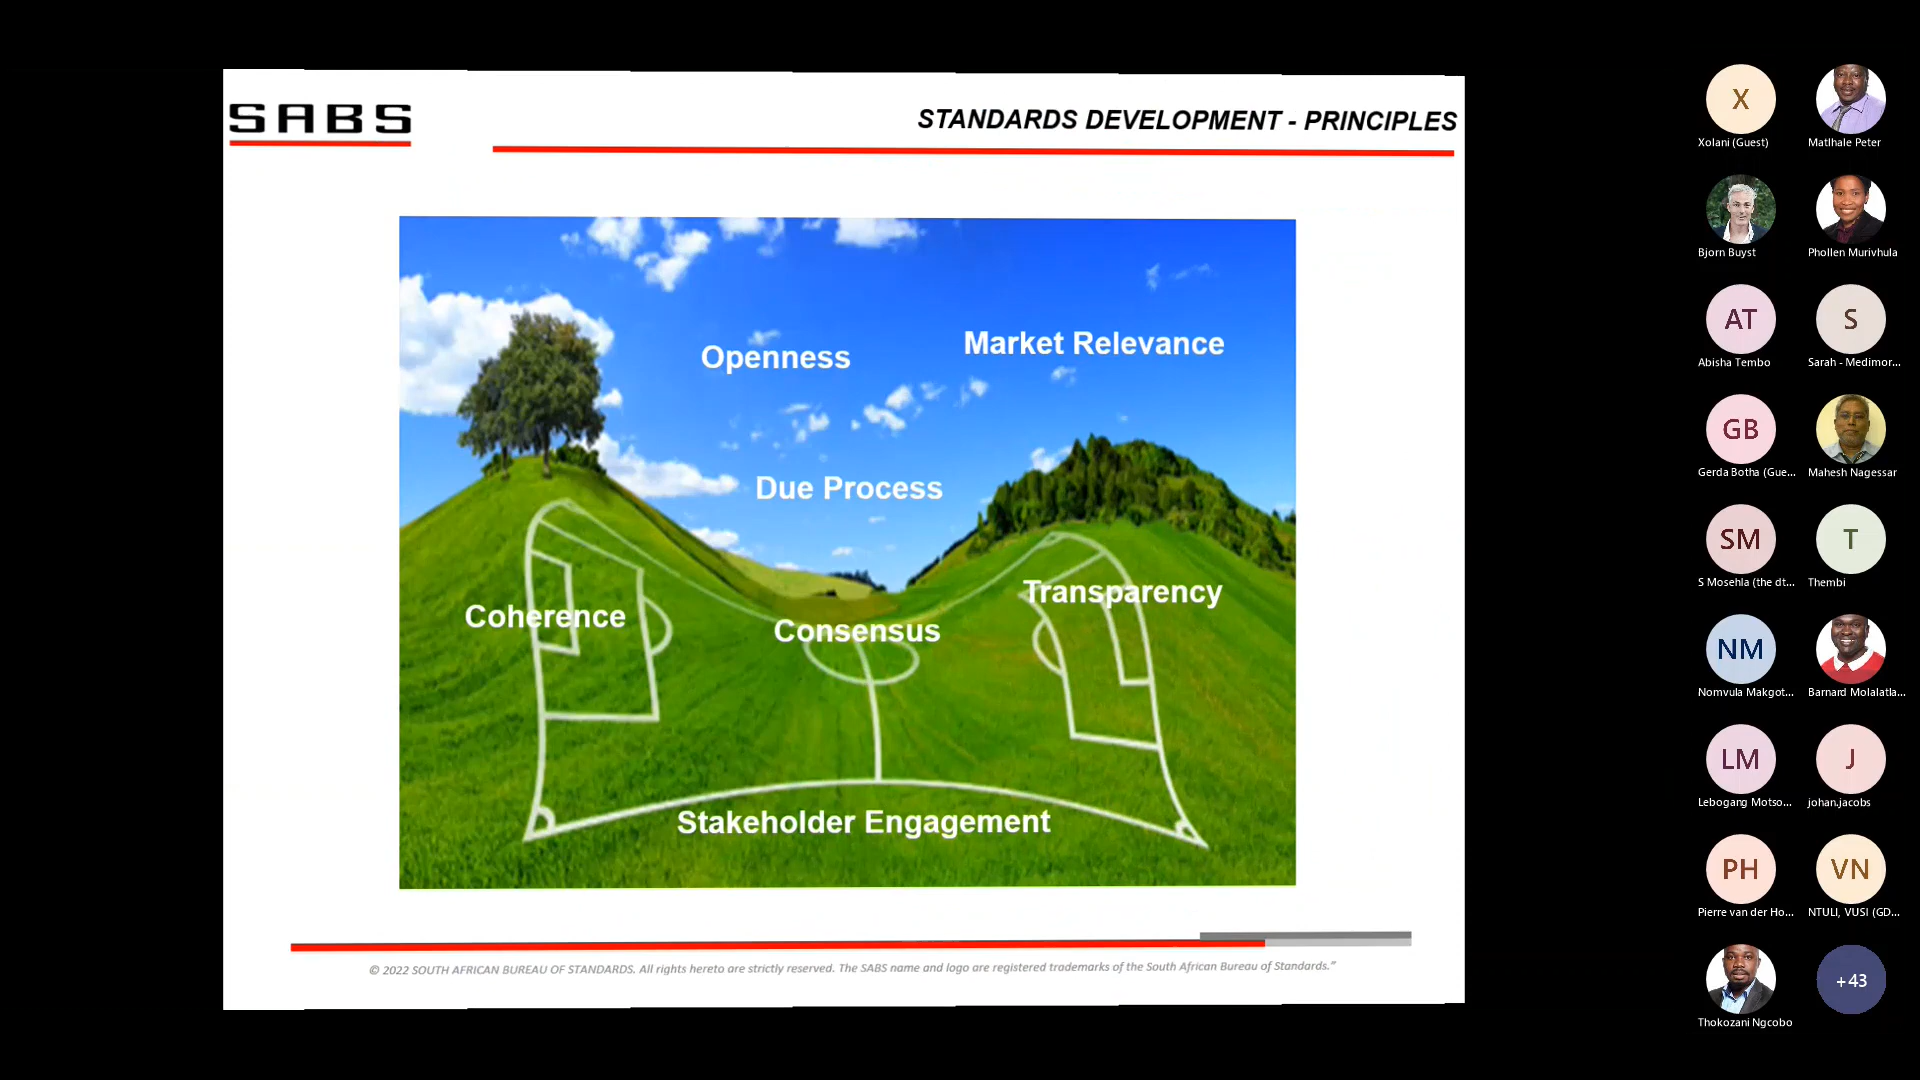 SABS
STANDARDS DEVELOPMENT - PRINCIPLES
Openness
Market Relevance
Due Process
Coherence
Consensus
Transparency
Stakeholder Engagement
© 2022 SOUTH AFRICAN BUREAU OF STANDARDS. All rights hereto are strictly reserved. The SABS name and logo are registered trademarks of the South African Bureau of Standards.”
X
Xolani (Guest)
Matlhale Peter
Bjorn Buyst
Phollen Murivhula
AT
Abisha Tembo
S
Sarah - Medimor...
GB
Gerda Botha (Gue...
Mahesh Nagessar
SM
S Mosehla (the dt...
T
Thembi
NM
Nomvula Makgot...
Barnard Molalatla...
LM
Lebogang Motso...
J
johan.jacobs
PH
Pierre van der Ho...
VN
NTULI, VUSI (GD...
Thokozani Ngcobo
+43